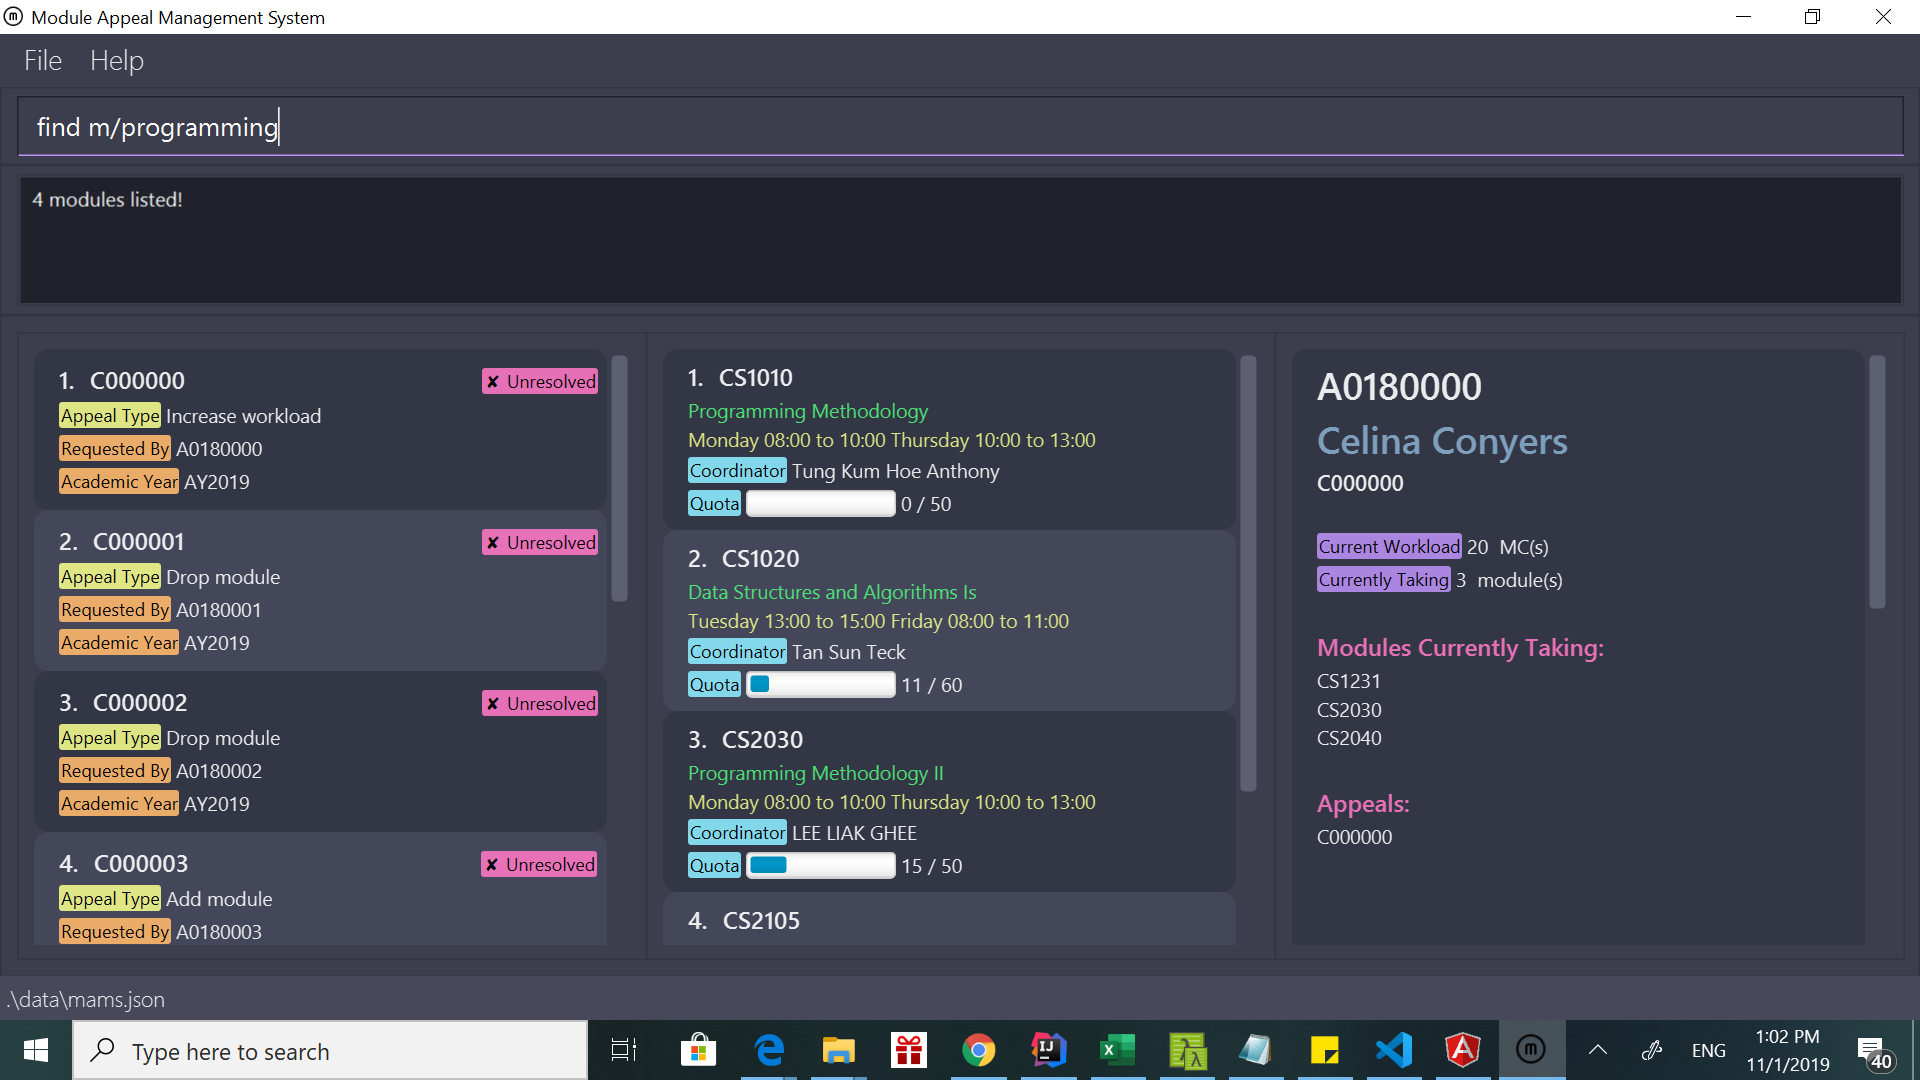 Module Appeal Management System
File Help
find m/programming
4 modules listed!
1. C000000
✘ Unresolved
Appeal Type Increase workload
Requested By A0180000
Academic Year AY2019
2. C000001
✘ Unresolved
Appeal Type Drop module
Requested By A0180001
Academic Year AY2019
3. C000002
✘ Unresolved
Appeal Type Drop module
Requested By A0180002
Academic Year AY2019
4. C000003
✘ Unresolved
Appeal Type Add module
Requested By A0180003
1. CS1010
Programming Methodology
Monday 08:00 to 10:00 Thursday 10:00 to 13:00
Coordinator Tung Kum Hoe Anthony
Quota 0 / 50
2. CS1020
Data Structures and Algorithms Is
Tuesday 13:00 to 15:00 Friday 08:00 to 11:00
Coordinator Tan Sun Teck
Quota 11 / 60
3. CS2030
Programming Methodology II
Monday 08:00 to 10:00 Thursday 10:00 to 13:00
Coordinator LEE LIAK GHEE
Quota 15 / 50
4. CS2105
A0180000
Celina Conyers
C000000
Current Workload 20 MC(s)
Currently Taking 3 module(s)
Modules Currently Taking:
CS1231
CS2030
CS2040
Appeals:
C000000
.\data\mams.json
Type here to search
ENG
1:02 PM
11/1/2019
40